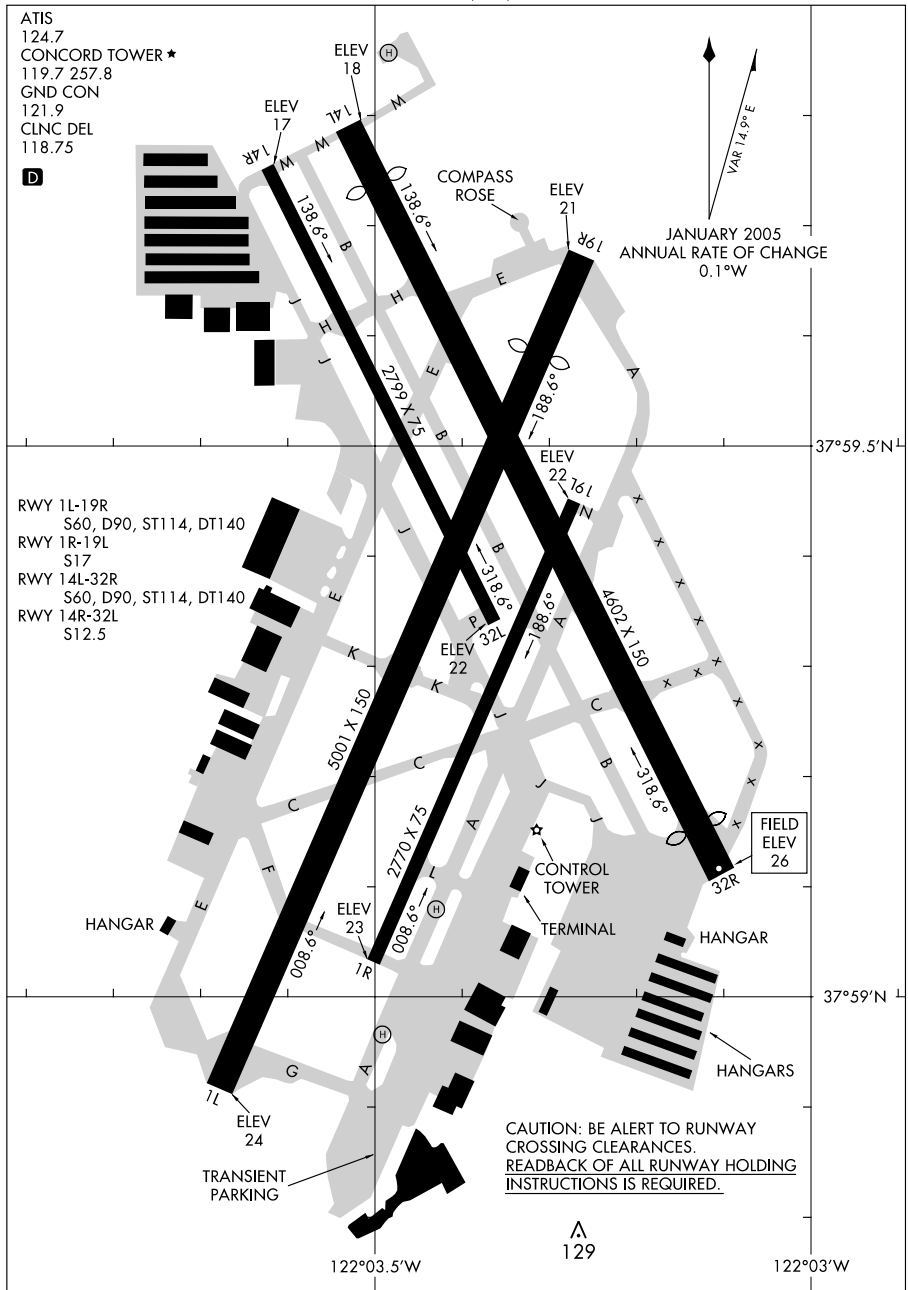 ATIS
124.7
CONCORD TOWER ★
119.7 257.8
GND CON
121.9
CLNC DEL
118.75
D
ELEV
17
ELEV
18
H
14R
14L
W
W
W
138.6°
138.6°
B
COMPASS
ROSE
ELEV
21
19R
VAR 14.9° E
JANUARY 2005
ANNUAL RATE OF CHANGE
0.1°W
J
H
J
H
H
E
E
A
2799 X 75
B
B
188.6°
37°59.5'N
ELEV
22
19L
N
RWY 1L-19R
S60, D90, ST114, DT140
RWY 1R-19L
S17
RWY 14L-32R
S60, D90, ST114, DT140
RWY 14R-32L
S12.5
J
B
318.6°
E
P
32L
ELEV
22
188.6°
A
4602 X 150
K
K
J
C
x x x x x x x x x x x
5001 X 150
C
C
J
J
B
318.6°
A
2770 X 75
CONTROL
TOWER
FIELD
ELEV
26
32R
F
L
008.6°
H
TERMINAL
E
HANGAR
008.6°
ELEV
23
1R
HANGAR
37°59'N
H
G
A
1L
ELEV
24
HANGARS
TRANSIENT
PARKING
CAUTION: BE ALERT TO RUNWAY
CROSSING CLEARANCES.
READBACK OF ALL RUNWAY HOLDING
INSTRUCTIONS IS REQUIRED.
129
122°03.5'W
122°03'W